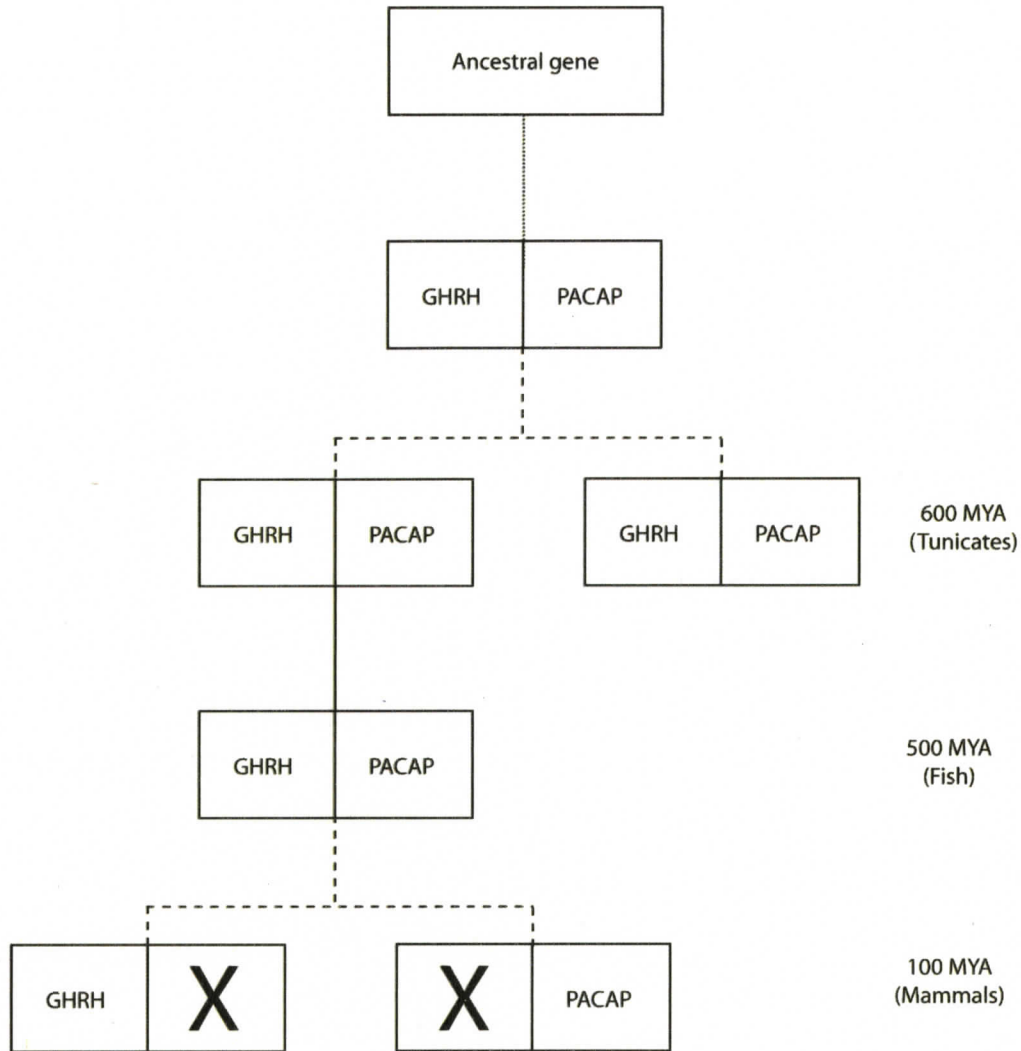 Ancestral gene
GHRH PACAP
GHRH PACAP GHRH PACAP 600 MYA
(Tunicates)
GHRH PACAP 500 MYA
(Fish)
GHRH X X PACAP 100 MYA
(Mammals)